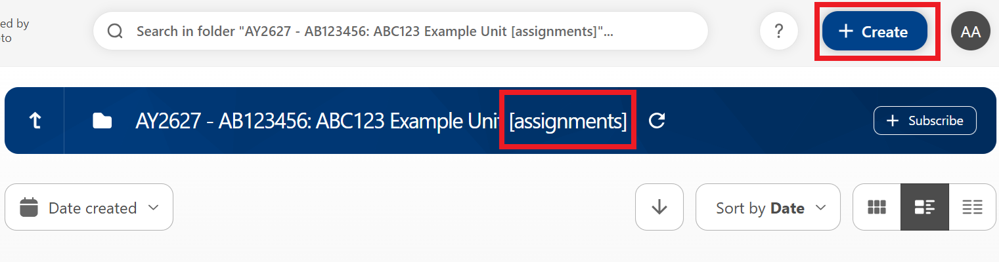 ed by
oto
Search in folder "AY2627 - AB123456: ABC123 Example Unit [assignments]"...
?
+ Create
AA
AY2627 - AB123456: ABC123 Example Unit [assignments]
+ Subscribe
Date created
Sort by Date